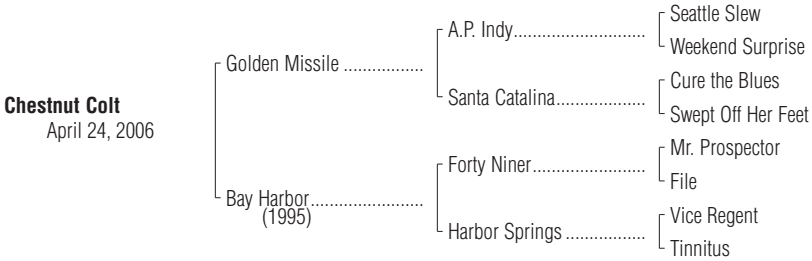 Chestnut Colt
April 24, 2006
Golden Missile .................
Bay Harbor........................
(1995)
A.P. Indy............................
Santa Catalina...................
Forty Niner........................
Harbor Springs .................
Seattle Slew
Weekend Surprise
Cure the Blues
Swept Off Her Feet
Mr. Prospector
File
Vice Regent
Tinnitus